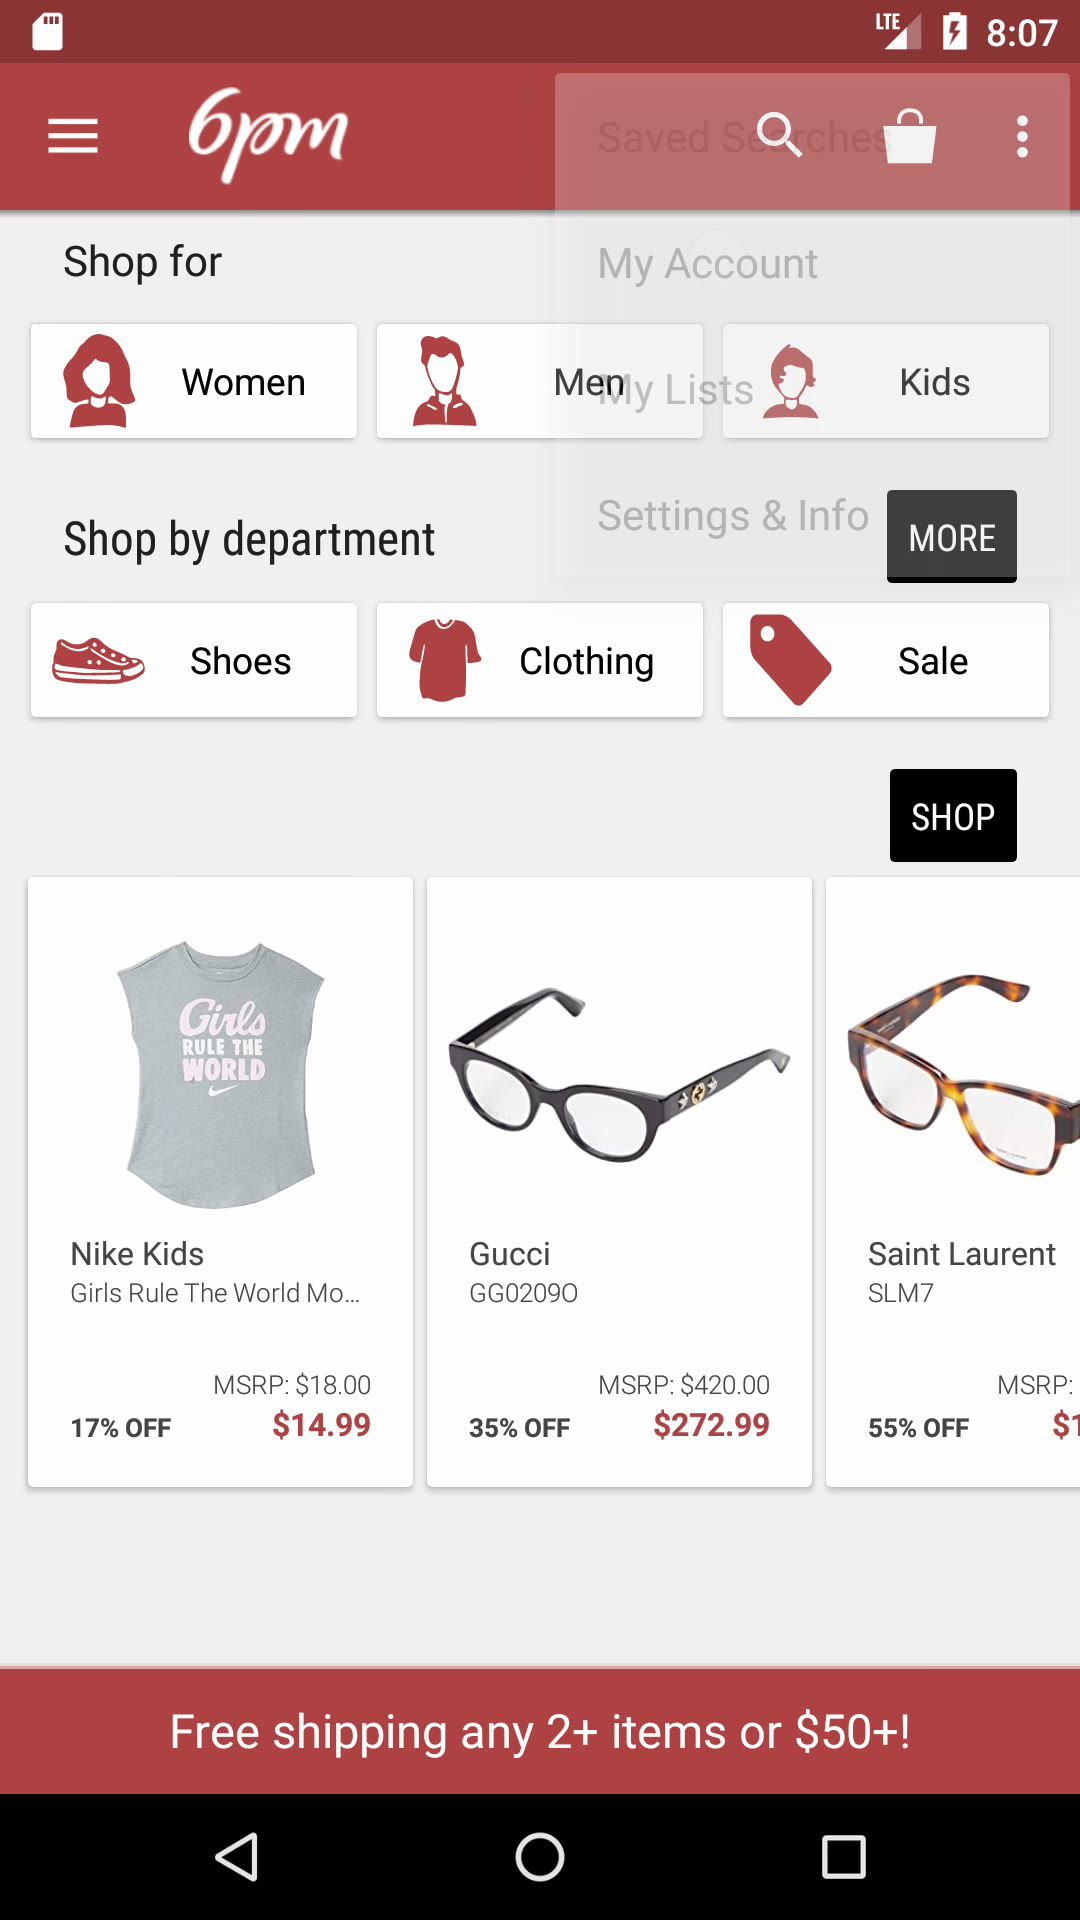 LTE 8:07
6pm
Saved Searches
Shop for
My Account
Women
Men
My Lists
Kids
Settings & Info
Shop by department
MORE
Shoes
Clothing
Sale
SHOP
Girls
RULE THE
WORLD
Nike Kids
Girls Rule The World Mo...
MSRP: $18.00
17% OFF
$14.99
Gucci
GG0209O
MSRP: $420.00
35% OFF
$272.99
Saint Laurent
SLM7
MSRP:
55% OFF
$1
Free shipping any 2+ items or $50+!